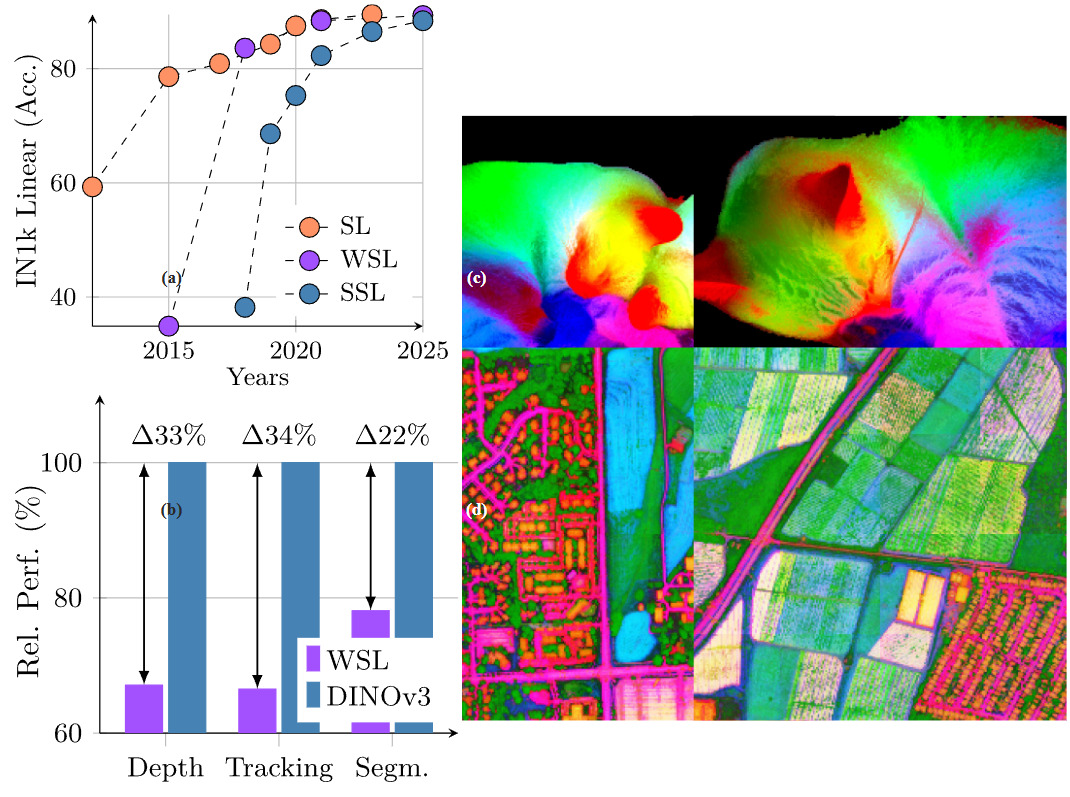 IN1k Linear (Acc.)
80
60
40
SL
WSL
SSL
(a)
2015 2020 2025
Years
Rel. Perf. (%)
Δ33% Δ34% Δ22%
100
80
60
(b)
WSL
DINOv3
Depth Tracking Segm.
(c)
(d)